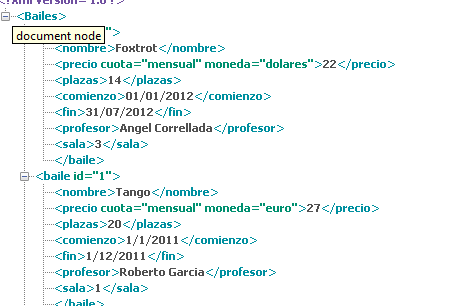 <?xml version="1.0"?>
<Bailes>
document node ">
<nombre>Foxtrot</nombre>
<precio cuota="mensual" moneda="dolares">22</precio>
<plazas>14</plazas>
<comienzo>01/01/2012</comienzo>
<fin>31/07/2012</fin>
<profesor>Angel Correllada</profesor>
<sala>3</sala>
</baile>
<baile id="1">
<nombre>Tango</nombre>
<precio cuota="mensual" moneda="euro">27</precio>
<plazas>20</plazas>
<comienzo>1/1/2011</comienzo>
<fin>1/12/2011</fin>
<profesor>Roberto Garcia</profesor>
<sala>1</sala>
</baile>